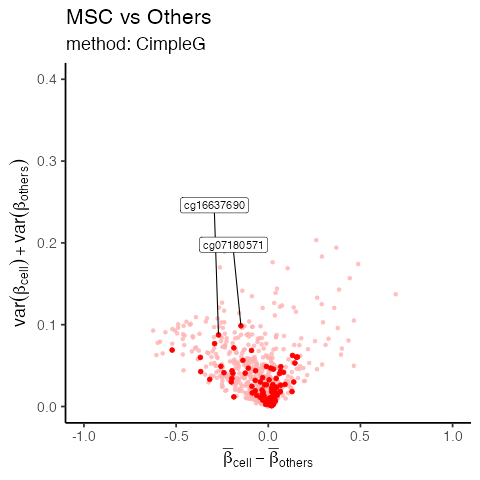 MSC vs Others
method: CimpleG
0.4
0.3
0.2
0.1
0.0
var(βcell) + var(βothers)
cg16637690
cg07180571
-1.0 -0.5 0.0 0.5 1.0
β̅cell − β̅others